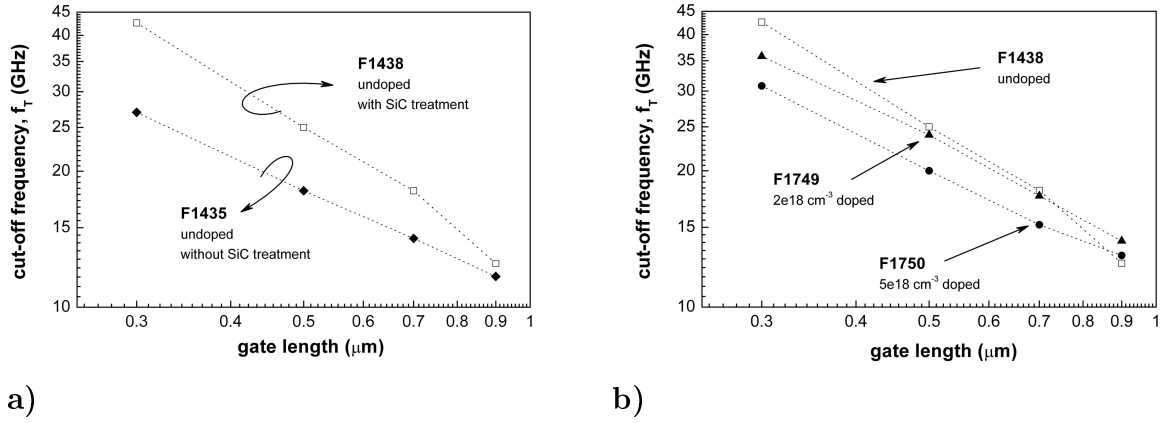 45
40
35
30
25
20
15
10
cut-off frequency, f_T (GHz)
F1438
undoped
with SiC treatment
F1435
undoped
without SiC treatment
0.3 0.4 0.5 0.6 0.7 0.8 0.9 1
gate length (μm)
a)
45
40
35
30
25
20
15
10
cut-off frequency, f_T (GHz)
F1438
undoped
F1749
2e18 cm⁻³ doped
F1750
5e18 cm⁻³ doped
0.3 0.4 0.5 0.6 0.7 0.8 0.9 1
gate length (μm)
b)